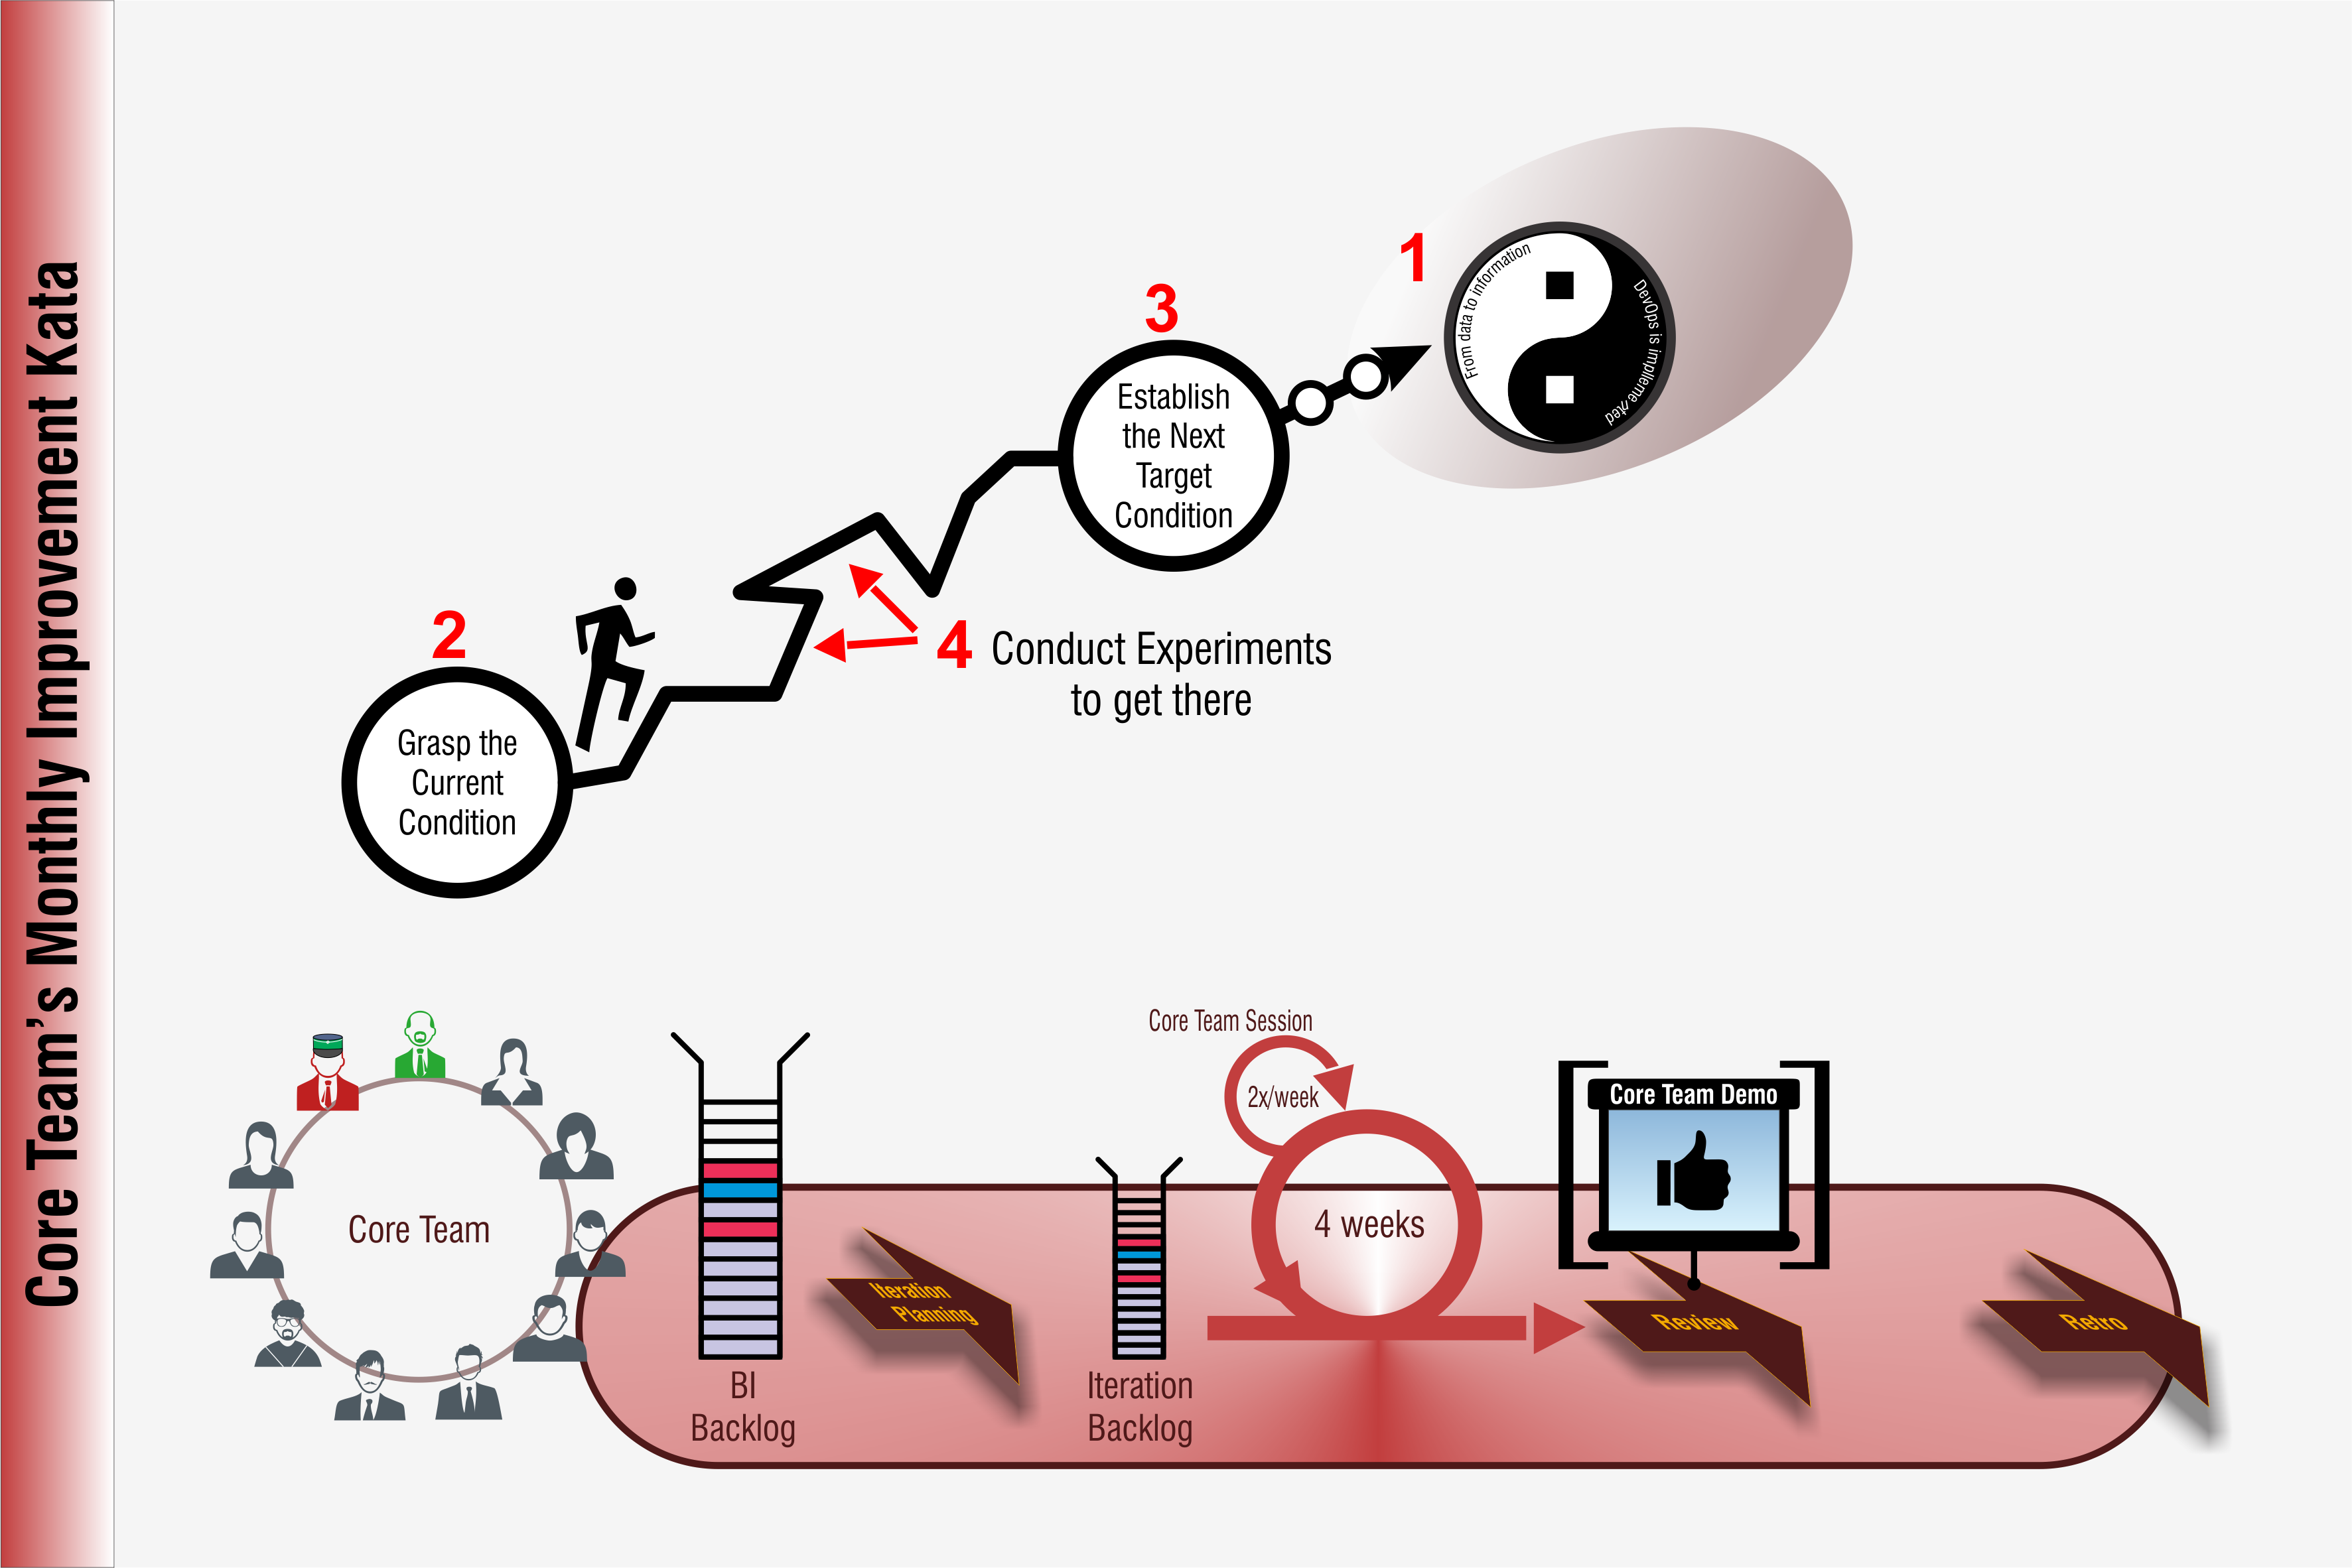 Core Team's Monthly Improvement Kata
1
From data to information
DevOps is
3
Establish
the Next
Target
Condition
2
4 Conduct Experiments
to get there
Grasp the
Current
Condition
Core Team Session
2x/week
Core Team Demo
Core Team
4 weeks
Iteration
Planning
Review
Retro
BI
Backlog
Iteration
Backlog